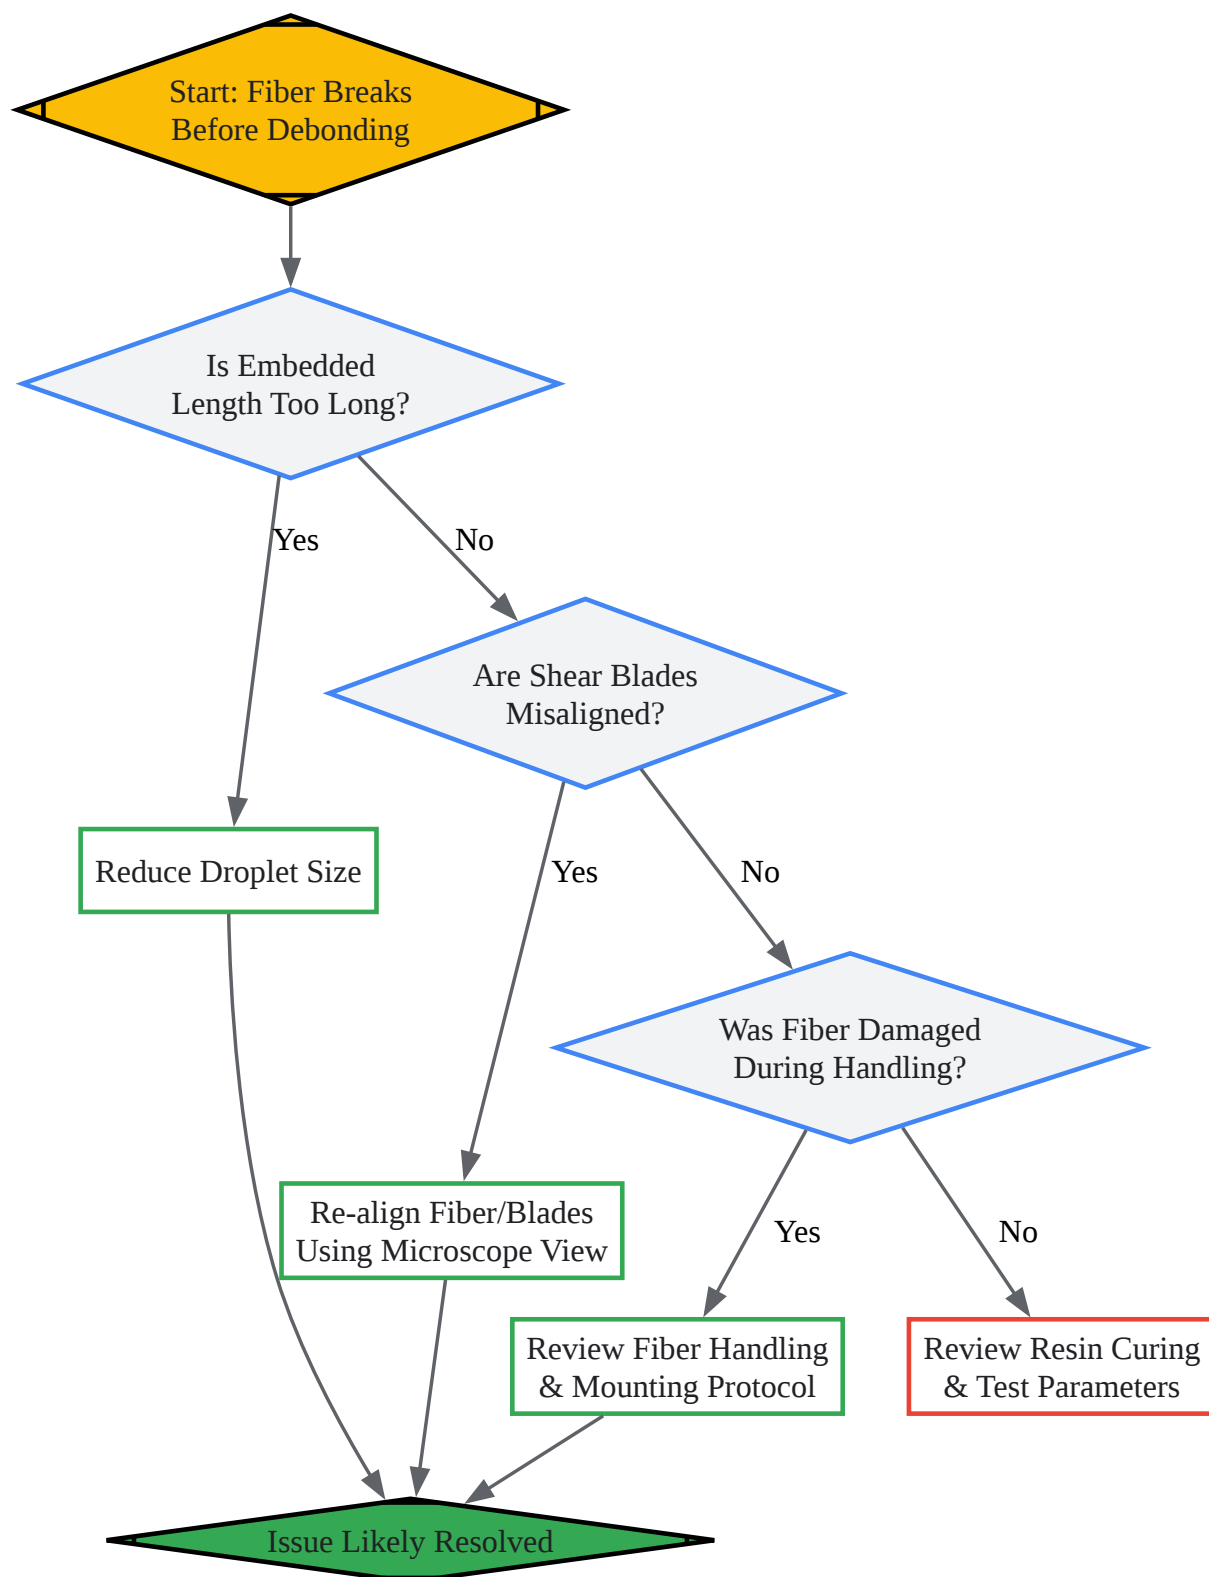 Start: Fiber Breaks
Before Debonding
Is Embedded
Length Too Long?
Yes
No
Are Shear Blades
Misaligned?
Reduce Droplet Size
Yes
No
Was Fiber Damaged
During Handling?
Re-align Fiber/Blades
Using Microscope View
Yes
No
Review Fiber Handling
& Mounting Protocol
Review Resin Curing
& Test Parameters
Issue Likely Resolved